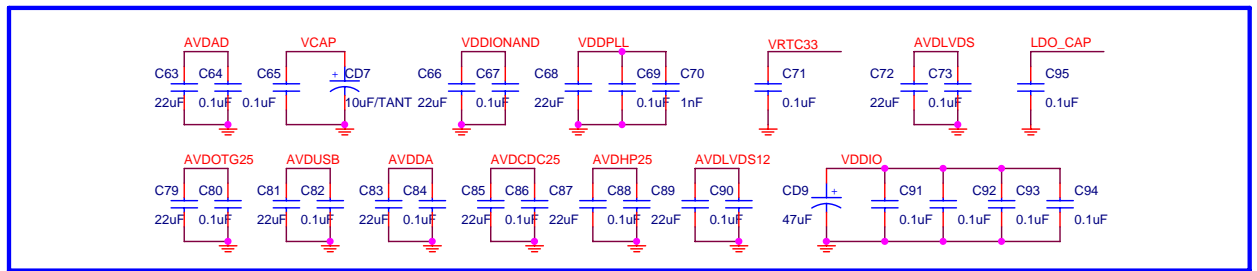 AVDAD VCAP VDDIONAND VDDPLL VRTC33 AVDLVDS LDO_CAP
C63 C64 C65 + CD7 C66 C67 C68 C69 C70 C71 C72 C73 C95
22uF 0.1uF 0.1uF 10uF/TANT 22uF 0.1uF 22uF 0.1uF 1nF 0.1uF 22uF 0.1uF 0.1uF
AVDOTG25 AVDUSB AVDDA AVDCDC25 AVDHP25 AVDLVDS12 VDDIO
C79 C80 C81 C82 C83 C84 C85 C86 C87 C88 C89 C90 CD9 + C91 C92 C93 C94
22uF 0.1uF 22uF 0.1uF 22uF 0.1uF 22uF 0.1uF 22uF 0.1uF 22uF 0.1uF 47uF 0.1uF 0.1uF 0.1uF 0.1uF